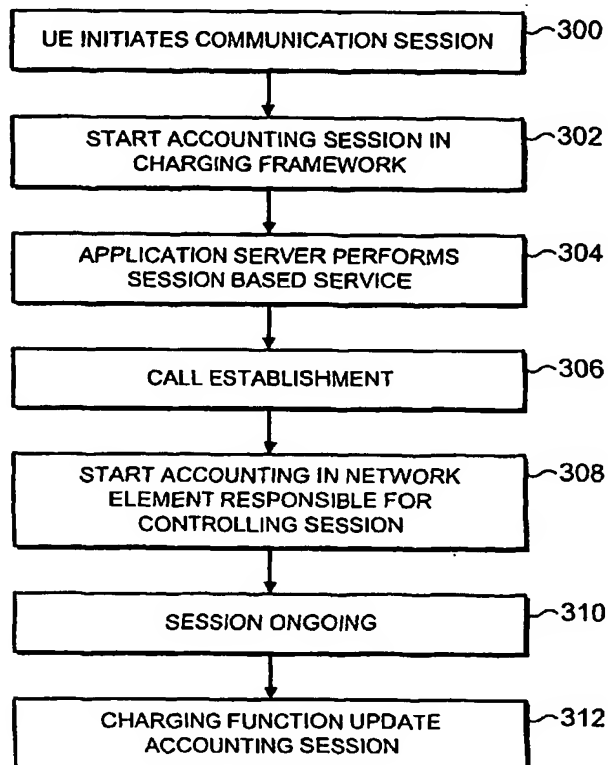 UE INITIATES COMMUNICATION SESSION
300
START ACCOUNTING SESSION IN
CHARGING FRAMEWORK
302
APPLICATION SERVER PERFORMS
SESSION BASED SERVICE
304
CALL ESTABLISHMENT
306
START ACCOUNTING IN NETWORK
ELEMENT RESPONSIBLE FOR
CONTROLLING SESSION
308
SESSION ONGOING
310
CHARGING FUNCTION UPDATE
ACCOUNTING SESSION
312